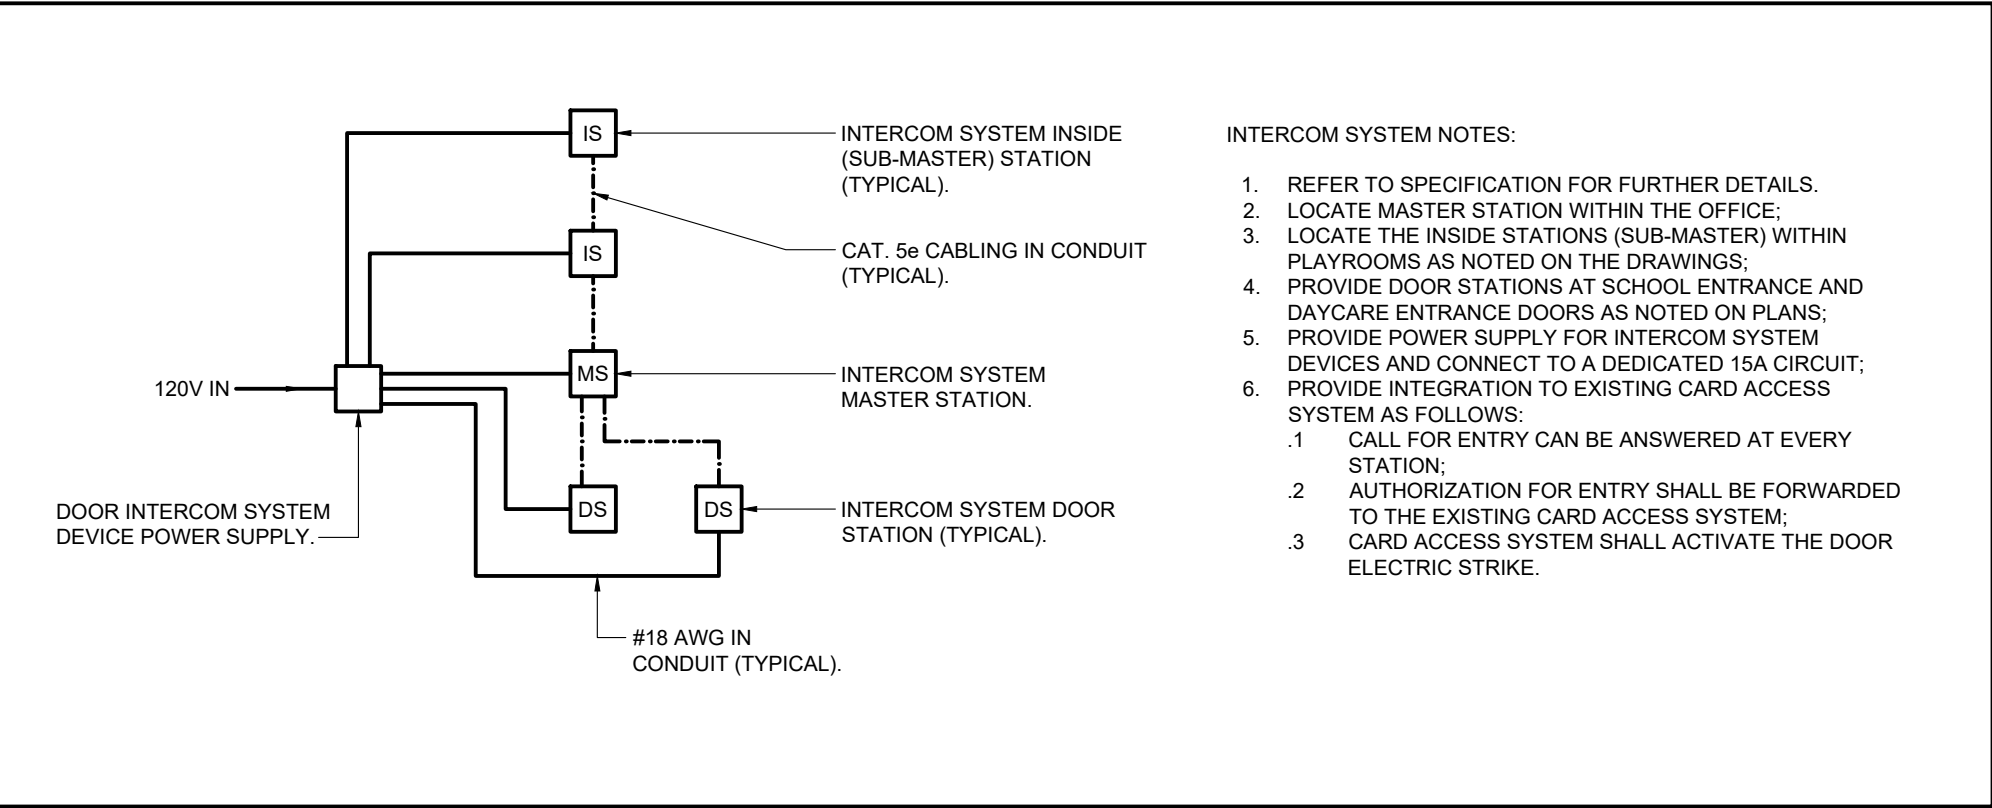 IS
INTERCOM SYSTEM INSIDE
(SUB-MASTER) STATION
(TYPICAL).
IS
CAT. 5e CABLING IN CONDUIT
(TYPICAL).
120V IN
MS
INTERCOM SYSTEM
MASTER STATION.
DOOR INTERCOM SYSTEM
DEVICE POWER SUPPLY.
DS
DS
INTERCOM SYSTEM DOOR
STATION (TYPICAL).
#18 AWG IN
CONDUIT (TYPICAL).
INTERCOM SYSTEM NOTES:
1. REFER TO SPECIFICATION FOR FURTHER DETAILS.
2. LOCATE MASTER STATION WITHIN THE OFFICE;
3. LOCATE THE INSIDE STATIONS (SUB-MASTER) WITHIN
PLAYROOMS AS NOTED ON THE DRAWINGS;
4. PROVIDE DOOR STATIONS AT SCHOOL ENTRANCE AND
DAYCARE ENTRANCE DOORS AS NOTED ON PLANS;
5. PROVIDE POWER SUPPLY FOR INTERCOM SYSTEM
DEVICES AND CONNECT TO A DEDICATED 15A CIRCUIT;
6. PROVIDE INTEGRATION TO EXISTING CARD ACCESS
SYSTEM AS FOLLOWS:
.1 CALL FOR ENTRY CAN BE ANSWERED AT EVERY
STATION;
.2 AUTHORIZATION FOR ENTRY SHALL BE FORWARDED
TO THE EXISTING CARD ACCESS SYSTEM;
.3 CARD ACCESS SYSTEM SHALL ACTIVATE THE DOOR
ELECTRIC STRIKE.